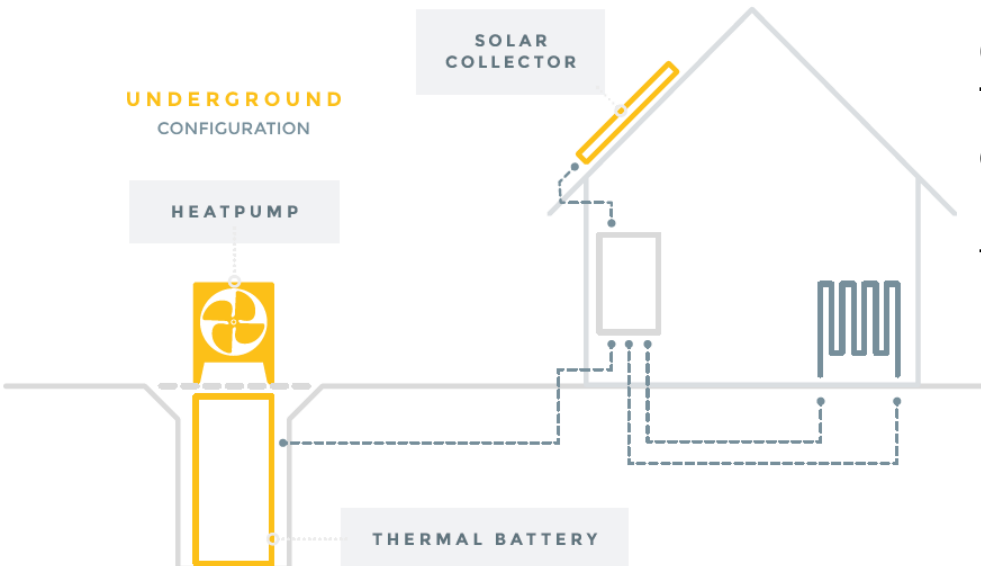 SOLAR
COLLECTOR
UNDERGROUND
CONFIGURATION
HEATPUMP
THERMAL BATTERY